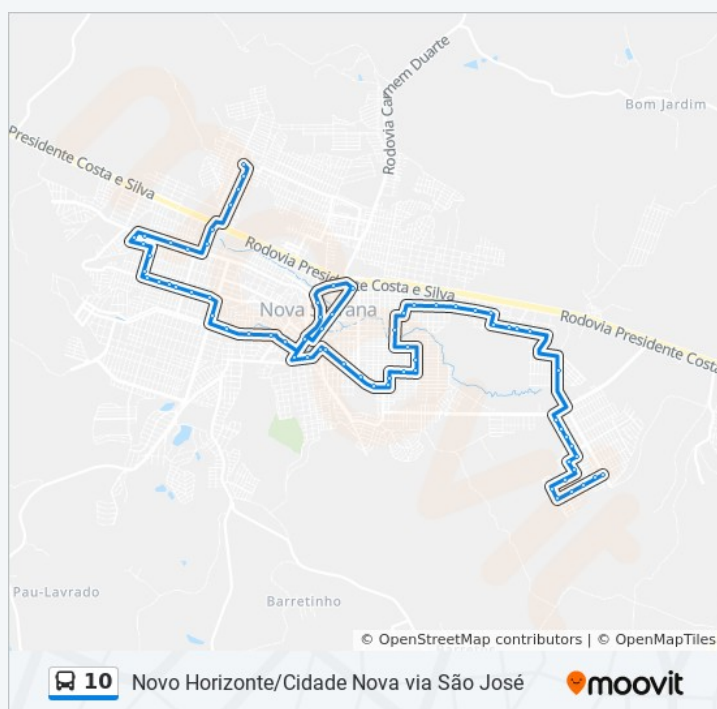 Rodovia Carmem Duarte
Bom Jardim
Presidente Costa e Silva
Rodovia Presidente Costa e Silva
Nova Serrana
Rodovia Presidente Costa
Pau-Lavrado
Barretinho
© OpenStreetMap contributors | © OpenMapTiles
10 Novo Horizonte/Cidade Nova via São José
moovit